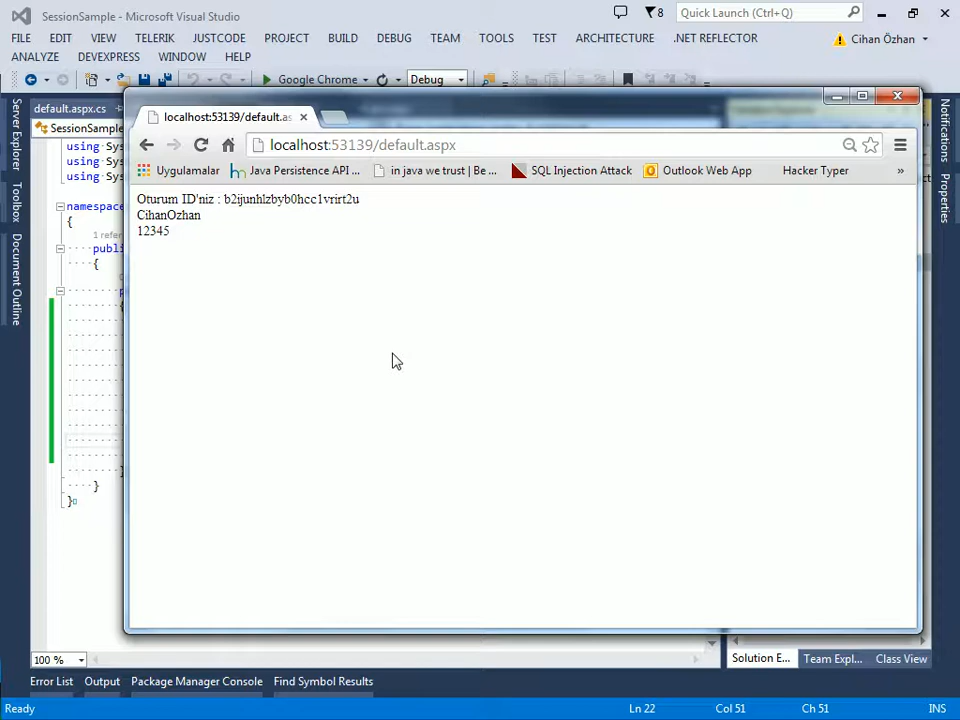 SessionSample - Microsoft Visual Studio
8
Quick Launch (Ctrl+Q)
FILE EDIT VIEW TELERIK JUSTCODE PROJECT BUILD DEBUG TEAM TOOLS TEST ARCHITECTURE .NET REFLECTOR
Cihan Özhan
ANALYZE DEVEXPRESS WINDOW HELP
Google Chrome
Debug
default.aspx.cs
SessionSample
localhost:53139/default.as
localhost:53139/default.aspx
Uygulamalar
Java Persistence API ...
in java we trust | Be ...
SQL Injection Attack
Outlook Web App
Hacker Typer
»
Oturum ID'niz : b2ijunhlzbyb0hcc1vrirt2u
CihanOzhan
12345
using Sy
using Sy
using Sys
namespace
{
1 refer
publi
{
}
}
Server Explorer
Toolbox
Document Outline
Notifications
Properties
100 %
Solution E...
Team Expl...
Class View
Error List
Output
Package Manager Console
Find Symbol Results
Ready
Ln 22
Col 51
Ch 51
INS